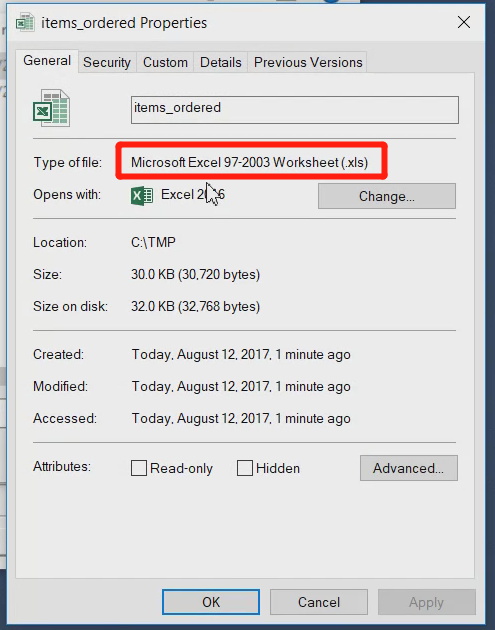 items_ordered Properties
General Security Custom Details Previous Versions
items_ordered
Type of file: Microsoft Excel 97-2003 Worksheet (.xls)
Opens with: Excel
Change...
Location: C:\TMP
Size: 30.0 KB (30,720 bytes)
Size on disk: 32.0 KB (32,768 bytes)
Created: Today, August 12, 2017, 1 minute ago
Modified: Today, August 12, 2017, 1 minute ago
Accessed: Today, August 12, 2017, 1 minute ago
Attributes: Read-only Hidden Advanced...
OK Cancel Apply